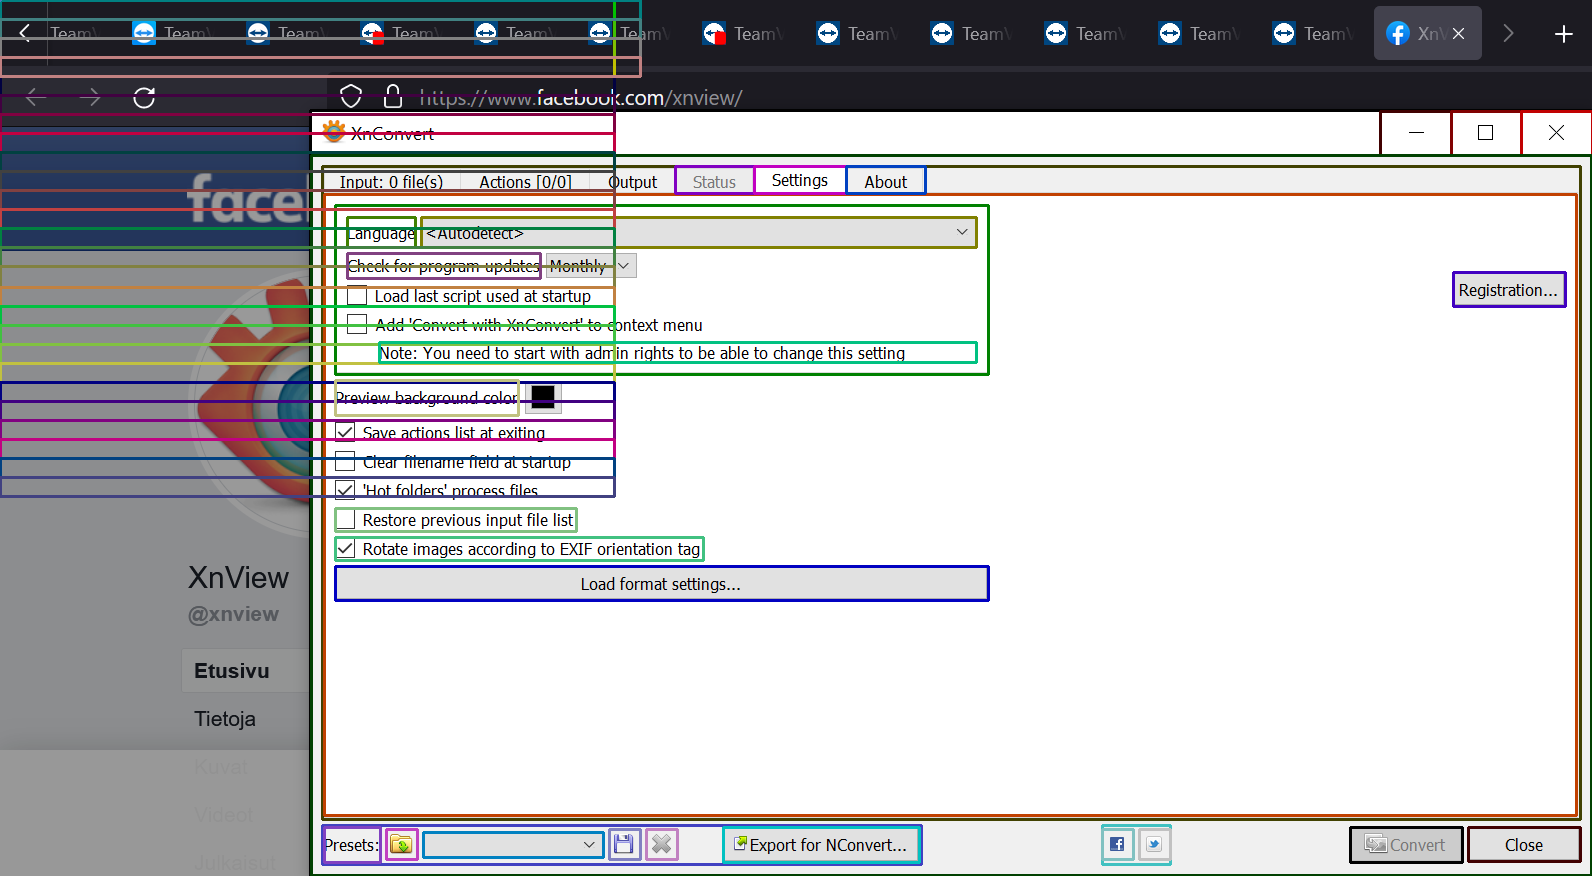 Team Team Team Team Team Team Team Team Team Team Team Team Xn
https://www.facebook.com/xnview/
XnConvert
Input: 0 file(s) Actions [0/0] Output Status Settings About
Language <Autodetect>
Check for program updates Monthly
Registration...
Load last script used at startup
Add 'Convert with XnConvert' to context menu
Note: You need to start with admin rights to be able to change this setting
Preview background color
Save actions list at exiting
Clear filename field at startup
'Hot folders' process files
Restore previous input file list
Rotate images according to EXIF orientation tag
Load format settings...
XnView
@xnview
Etusivu
Tietoja
Kuvat
Videot
Julkaisut
Presets: Export for NConvert... Convert Close